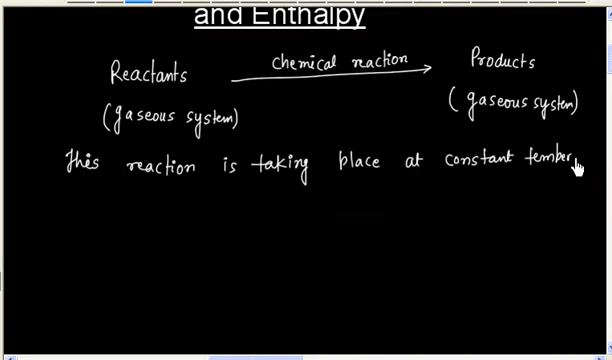 and Enthalpy
Reactants chemical reaction Products
(gaseous system) (gaseous system)
This reaction is taking place at constant temper